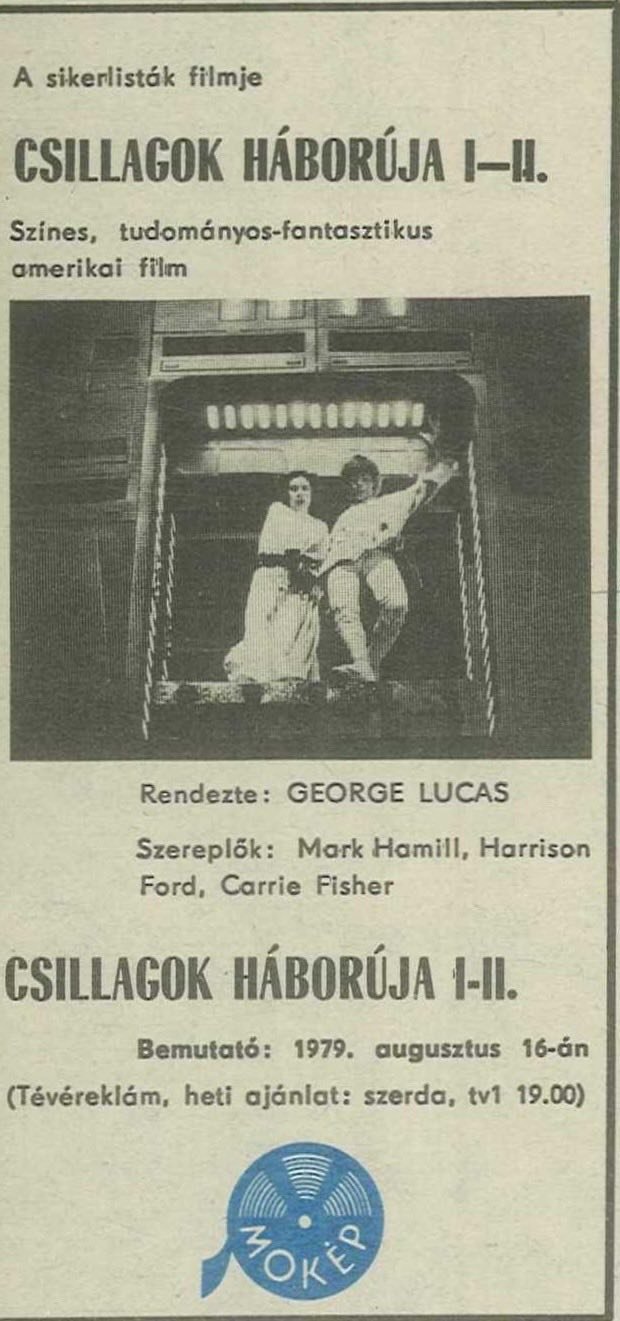 A sikerlisták filmje
CSILLAGOK HÁBORÚJA I—II.
Színes, tudományos-fantasztikus
amerikai film
Rendezte: GEORGE LUCAS
Szereplők: Mark Hamill, Harrison
Ford, Carrie Fisher
CSILLAGOK HÁBORÚJA I-II.
Bemutató: 1979. augusztus 16-án
(Tévéreklám, heti ajánlat: szerda, tv1 19.00)
MOKÉP